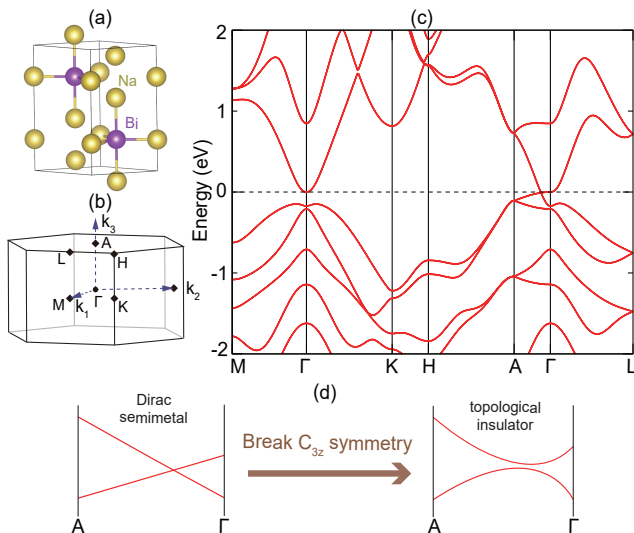 (a)
Na
Bi
(b)
k3
A
L
H
Γ
k2
M
k1
K
(c)
Energy (eV)
2
1
0
-1
-2
M Γ K H A Γ L
(d)
Dirac
semimetal
A Γ
Break C3z symmetry
topological
insulator
A Γ